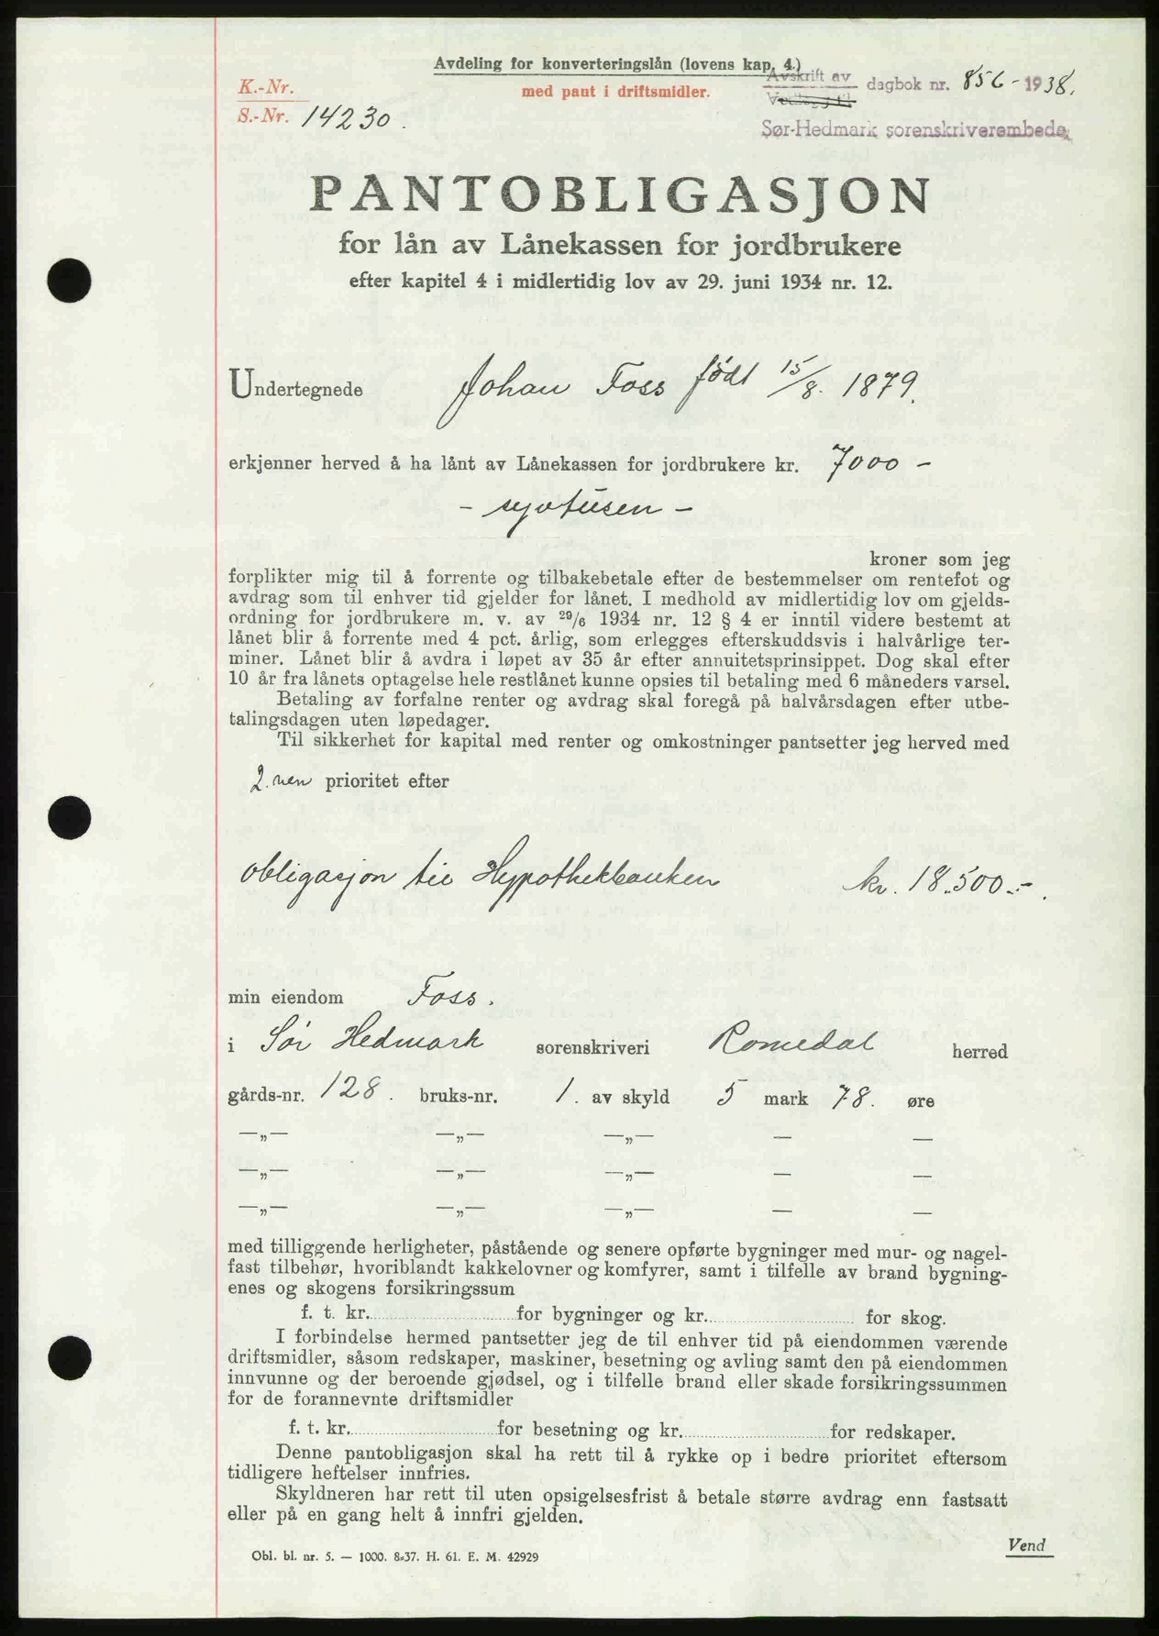 Avdeling for konverteringslån (lovens kap. 4.)
med pant i driftsmidler.
K.-Nr.
S.-Nr. 14230.
Avskrift av dagbok nr. 856-1938.
Sør-Hedmark sorenskriverembede
PANTOBLIGASJON
for lån av Lånekassen for jordbrukere
efter kapitel 4 i midlertidig lov av 29. juni 1934 nr. 12.
Undertegnede Johan Foss født 15/8. 1879.
erkjenner herved å ha lånt av Lånekassen for jordbrukere kr. 7000 -
- syvtusen -
kroner som jeg
forplikter mig til å forrente og tilbakebetale efter de bestemmelser om rentefot og
avdrag som til enhver tid gjelder for lånet. I medhold av midlertidig lov om gjelds-
ordning for jordbrukere m. v. av 29/6 1934 nr. 12 § 4 er inntil videre bestemt at
lånet blir å forrente med 4 pct. årlig, som erlegges efterskuddsvis i halvårlige ter-
miner. Lånet blir å avdra i løpet av 35 år efter annuitetsprinsippet. Dog skal efter
10 år fra lånets optagelse hele restlånet kunne opsies til betaling med 6 måneders varsel.
Betaling av forfalne renter og avdrag skal foregå på halvårsdagen efter utbe-
talingsdagen uten løpedager.
Til sikkerhet for kapital med renter og omkostninger pantsetter jeg herved med
2.nen prioritet efter
obligasjon til Hypothekbanken kr. 18.500.-.
min eiendom Foss.
i Sør Hedmark sorenskriveri Romedal herred
gårds-nr. 128. bruks-nr. 1. av skyld 5 mark 78. øre
—„— —„— —„— — —
—„— —„— —„— — —
—„— —„— —„— — —
med tilliggende herligheter, påstående og senere opførte bygninger med mur- og nagel-
fast tilbehør, hvoriblandt kakkelovner og komfyrer, samt i tilfelle av brand bygning-
enes og skogens forsikringssum
f. t. kr. for bygninger og kr. for skog.
I forbindelse hermed pantsetter jeg de til enhver tid på eiendommen værende
driftsmidler, såsom redskaper, maskiner, besetning og avling samt den på eiendommen
innvunne og der beroende gjødsel, og i tilfelle brand eller skade forsikringssummen
for de forannevnte driftsmidler
f. t. kr. for besetning og kr. for redskaper.
Denne pantobligasjon skal ha rett til å rykke op i bedre prioritet eftersom
tidligere heftelser innfries.
Skyldneren har rett til uten opsigelsesfrist å betale større avdrag enn fastsatt
eller på en gang helt å innfri gjelden.
Vend
Obl. bl. nr. 5. — 1000. 8-37. H. 61. E. M. 42929